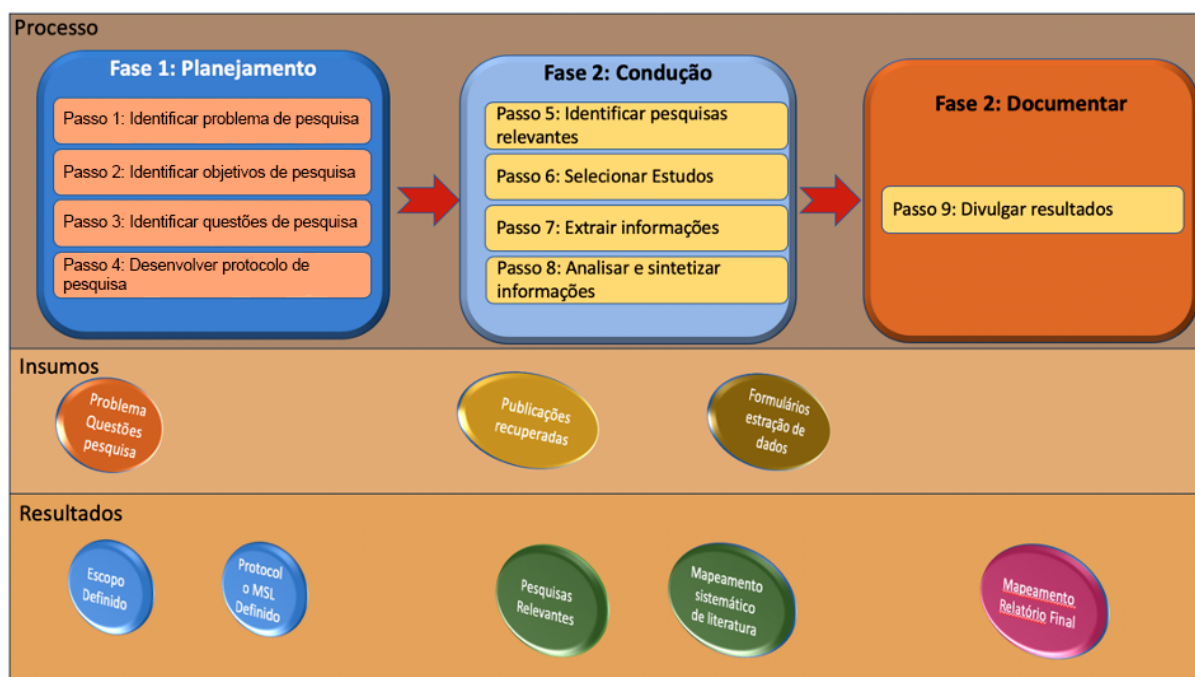 Processo
Fase 1: Planejamento
Passo 1: Identificar problema de pesquisa
Passo 2: Identificar objetivos de pesquisa
Passo 3: Identificar questões de pesquisa
Passo 4: Desenvolver protocolo de
pesquisa
Fase 2: Condução
Passo 5: Identificar pesquisas
relevantes
Passo 6: Selecionar Estudos
Passo 7: Extrair informações
Passo 8: Analisar e sintetizar
informações
Fase 2: Documentar
Passo 9: Divulgar resultados
Insumos
Problema
Questões
pesquisa
Publicações
recuperadas
Formulários
estração de
dados
Resultados
Escopo
Definido
Protocol
o MSL
Definido
Pesquisas
Relevantes
Mapeamento
sistemático
de literatura
Mapeamento
Relatório Final